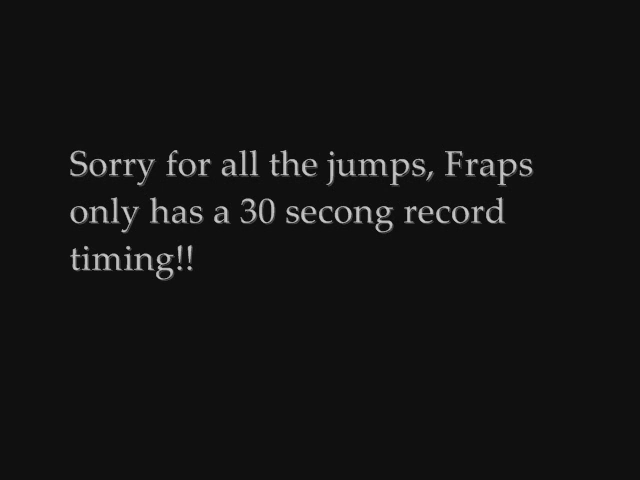 Sorry for all the jumps, Fraps
only has a 30 secong record
timing!!